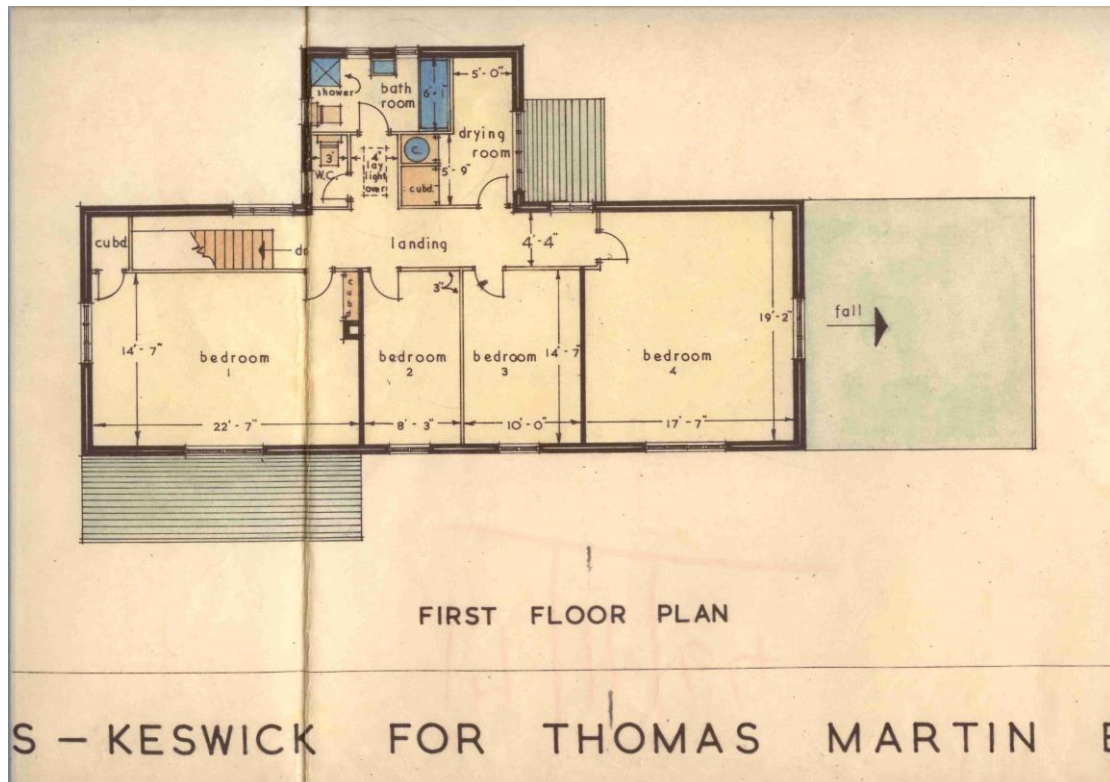 5'-0"
shower
bath
room
6'-1"
drying
room
3'
4"
W.C.
lay
light
over
C.
5'-9"
cubd.
cubd
landing
4'-4"
3"
14'-7"
bedroom
1
22'-7"
bedroom
2
8'-3"
bedroom
3
14'-7
10'-0"
bedroom
4
19'-2"
17'-7"
fall
FIRST FLOOR PLAN
S - KESWICK FOR THOMAS MARTIN